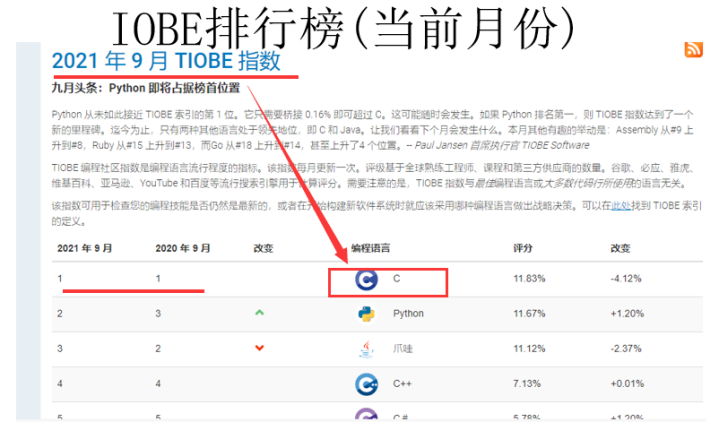 IOBE排行榜(当前月份)
2021 年 9 月 TIOBE 指数
九月头条：Python 即将占据榜首位置
Python 从未如此接近 TIOBE 索引的第 1 位。它只需要桥接 0.16% 即可超过 C。这可能随时会发生。如果 Python 排名第一，则 TIOBE 指数达到了一个
新的里程碑。迄今为止，只有两种其他语言处于领先地位，即 C 和 Java。让我们看看下个月会发生什么。本月其他有趣的举动是：Assembly 从#9 上
升到#8，Ruby 从#15 上升到#13，而Go 从#18 上升到#14，甚至上升了4 个位置。-- Paul Jansen 首席执行官 TIOBE Software
TIOBE 编程社区指数是编程语言流行程度的指标。该指数每月更新一次。评级基于全球熟练工程师、课程和第三方供应商的数量。谷歌、必应、雅虎、
维基百科、亚马逊、YouTube 和百度等流行搜索引擎用于计算评分。需要注意的是，TIOBE 指数与最佳编程语言或大多数代码行所使用的语言无关。
该指数可用于检查您的编程技能是否仍然是最新的，或者在开始构建新软件系统时就应该采用哪种编程语言做出战略决策。可以在此处找到 TIOBE 索引
的定义。
2021 年 9 月 2020 年 9 月 改变 编程语言 评分 改变
1 1 C 11.83% -4.12%
2 3 Python 11.67% +1.20%
3 2 爪哇 11.12% -2.37%
4 4 C++ 7.13% +0.01%
5 5 C# 5.78% +1.20%